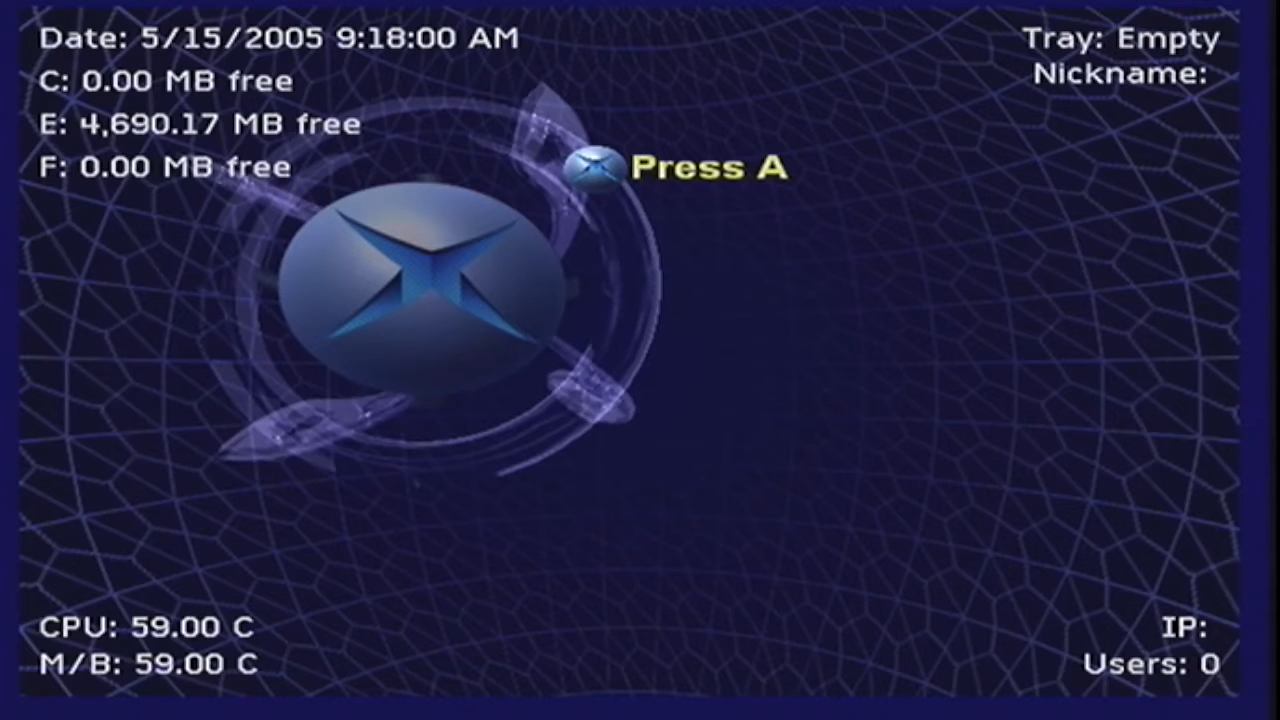 Date: 5/15/2005 9:18:00 AM
Tray: Empty
C: 0.00 MB free
Nickname:
E: 4,690.17 MB free
F: 0.00 MB free
Press A
CPU: 59.00 C
IP:
M/B: 59.00 C
Users: 0